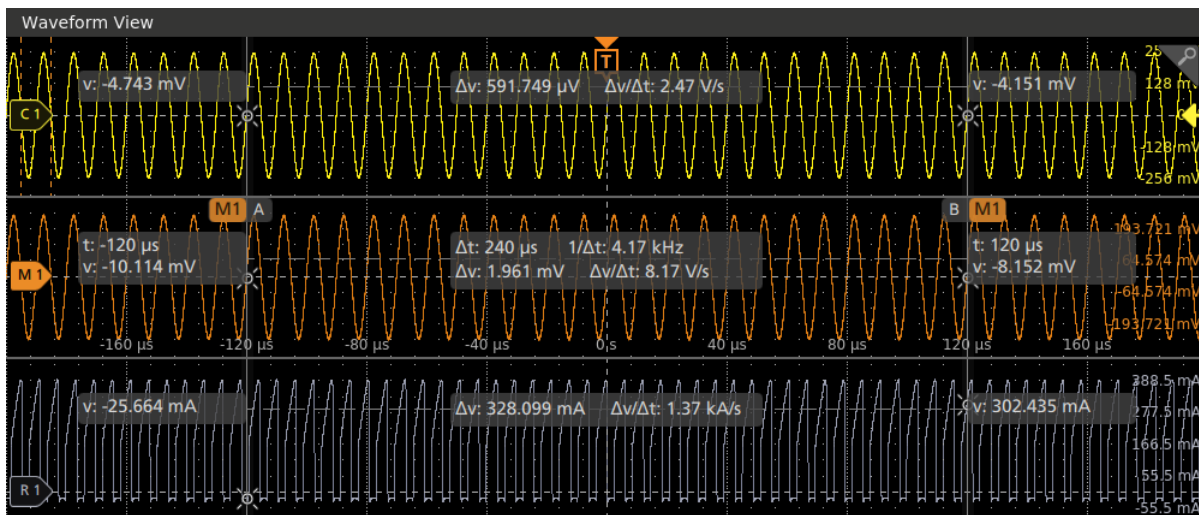 Waveform View
T
v: -4.743 mV
Δv: 591.749 µV Δv/Δt: 2.47 V/s
v: -4.151 mV
128 mV
C 1
-128 mV
-256 mV
M1 A
B M1
t: -120 µs
v: -10.114 mV
Δt: 240 µs 1/Δt: 4.17 kHz
Δv: 1.961 mV Δv/Δt: 8.17 V/s
t: 120 µs
v: -8.152 mV
193.721 mV
64.574 mV
M 1
-64.574 mV
-193.721 mV
-160 µs -120 µs -80 µs -40 µs 0 s 40 µs 80 µs 120 µs 160 µs
388.5 mA
v: -25.664 mA
Δv: 328.099 mA Δv/Δt: 1.37 kA/s
v: 302.435 mA
277.5 mA
166.5 mA
55.5 mA
R 1
-55.5 mA